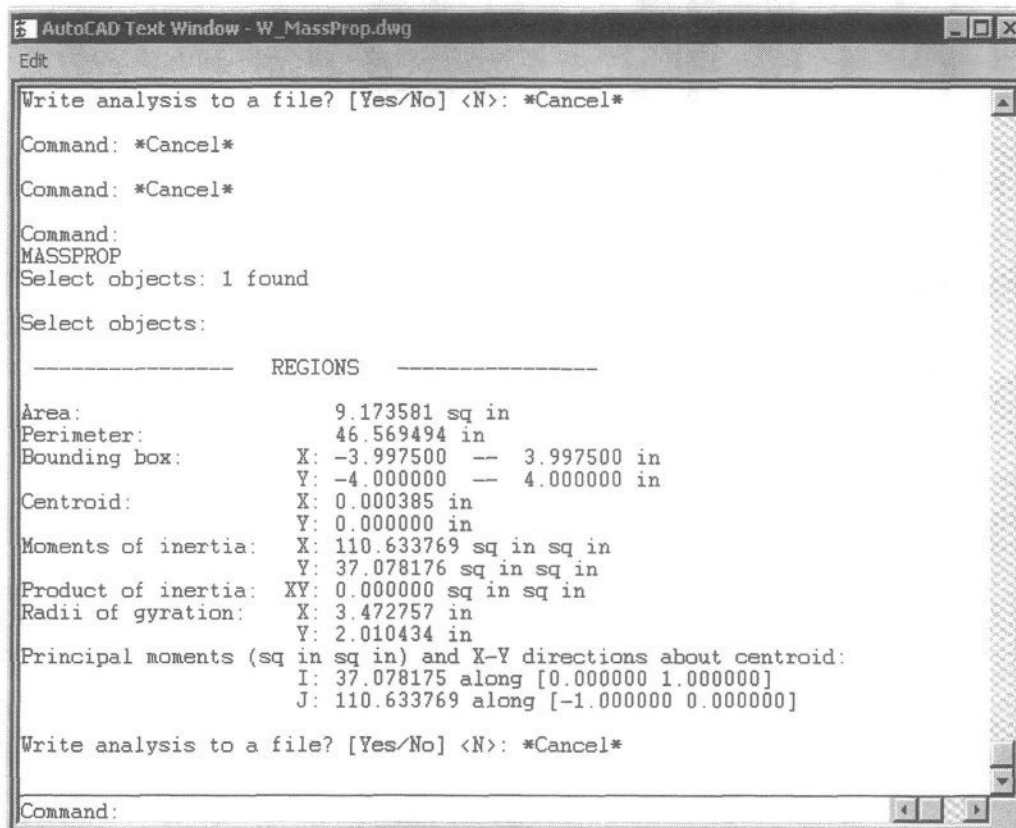 AutoCAD Text Window - W_MassProp.dwg
Edit
Write analysis to a file? [Yes/No] <N>: *Cancel*
Command: *Cancel*
Command: *Cancel*
Command:
MASSPROP
Select objects: 1 found
Select objects:
---------------- REGIONS ----------------
Area: 9.173581 sq in
Perimeter: 46.569494 in
Bounding box: X: -3.997500 -- 3.997500 in
Y: -4.000000 -- 4.000000 in
Centroid: X: 0.000385 in
Y: 0.000000 in
Moments of inertia: X: 110.633769 sq in sq in
Y: 37.078176 sq in sq in
Product of inertia: XY: 0.000000 sq in sq in
Radii of gyration: X: 3.472757 in
Y: 2.010434 in
Principal moments (sq in sq in) and X-Y directions about centroid:
I: 37.078175 along [0.000000 1.000000]
J: 110.633769 along [-1.000000 0.000000]
Write analysis to a file? [Yes/No] <N>: *Cancel*
Command: